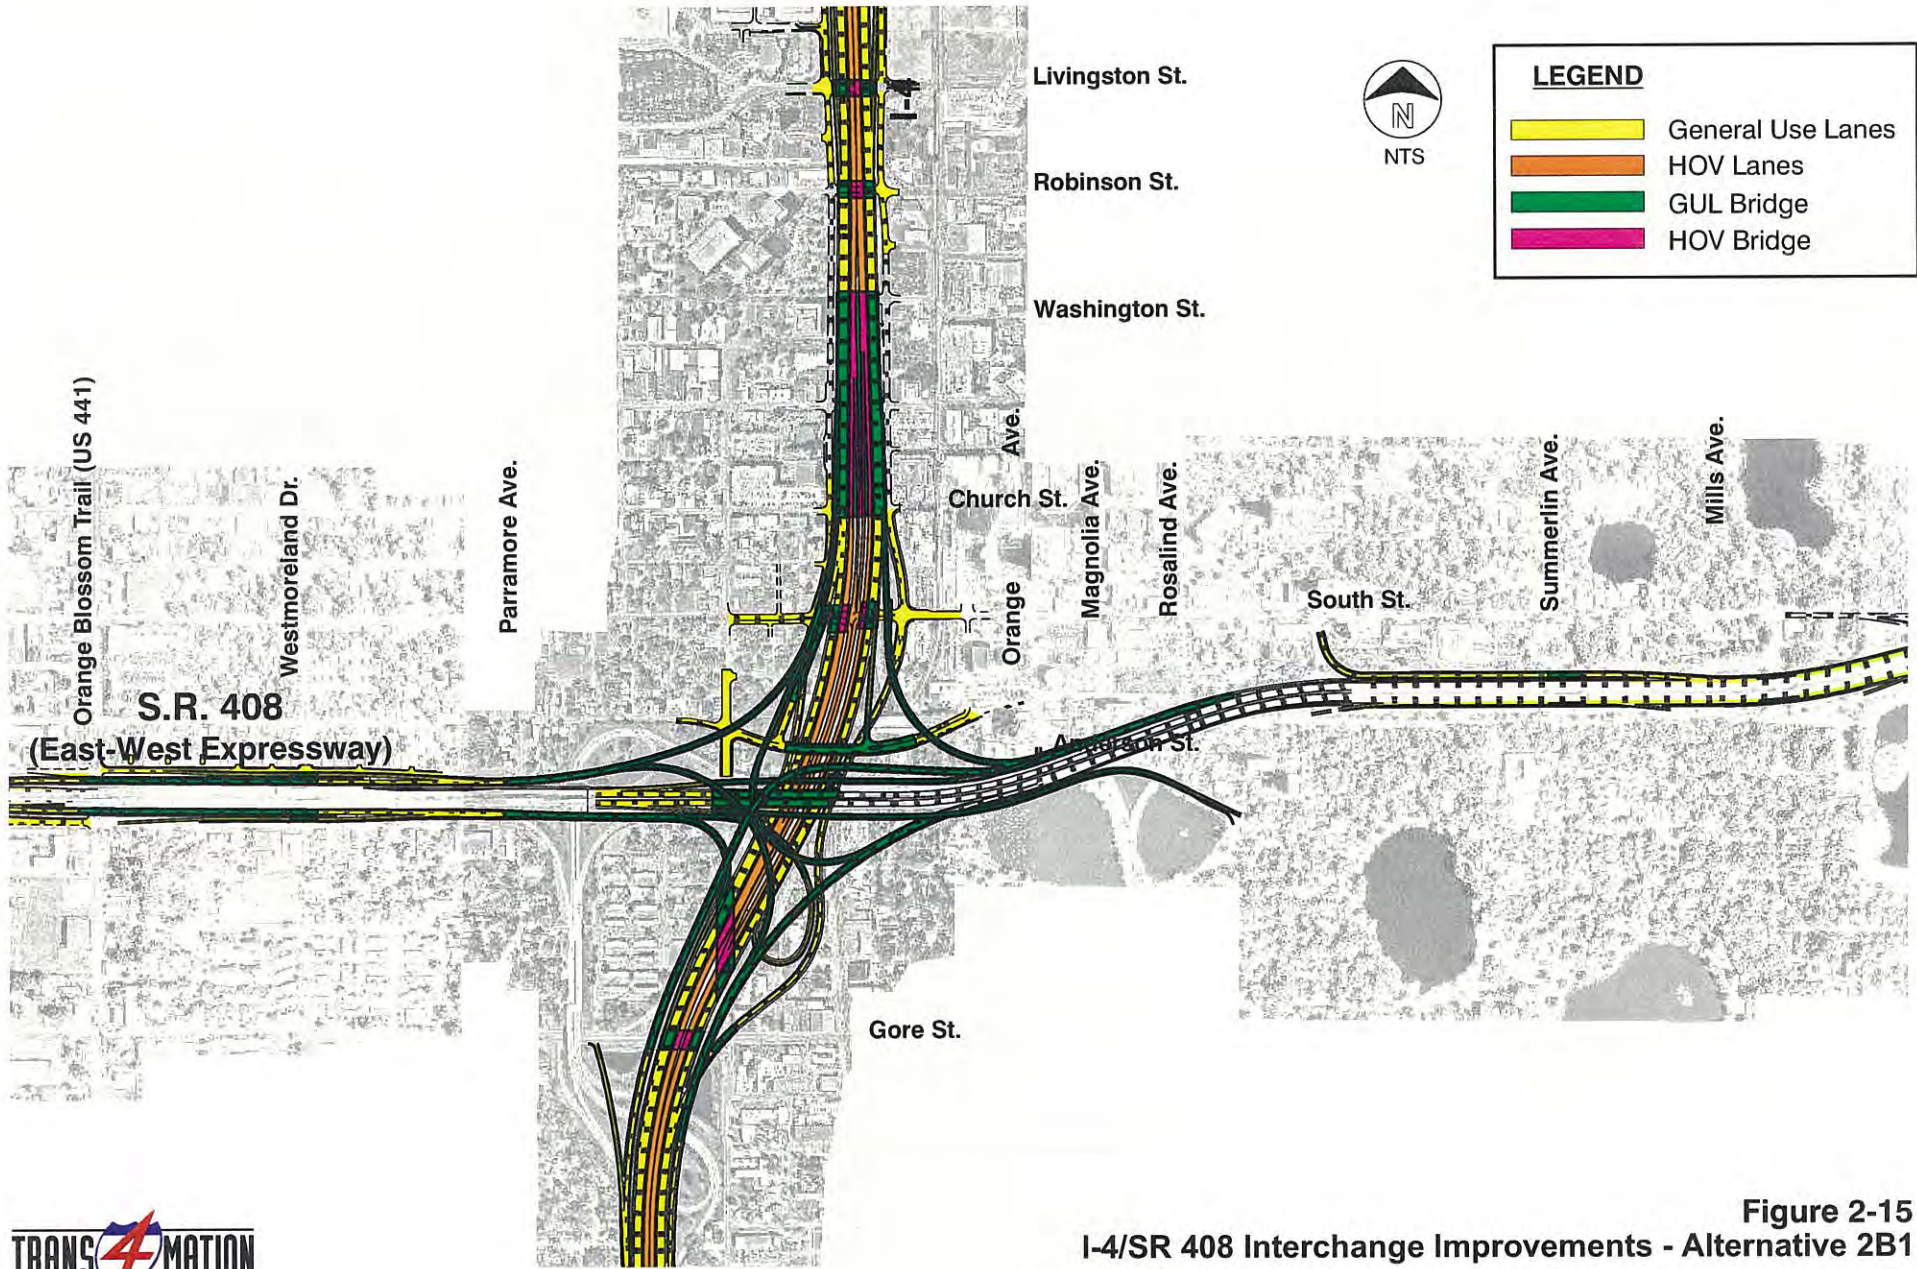 Livingston St.
I-4
N
NTS
LEGEND
General Use Lanes
HOV Lanes
GUL Bridge
HOV Bridge
Robinson St.
Washington St.
Orange Blossom Trail (US 441)
Westmoreland Dr.
Parramore Ave.
Church St.
Orange Ave.
Magnolia Ave.
Rosalind Ave.
South St.
Summerlin Ave.
Mills Ave.
S.R. 408
(East-West Expressway)
Anderson St.
Gore St.
TRANS4MATION
Figure 2-15
I-4/SR 408 Interchange Improvements - Alternative 2B1